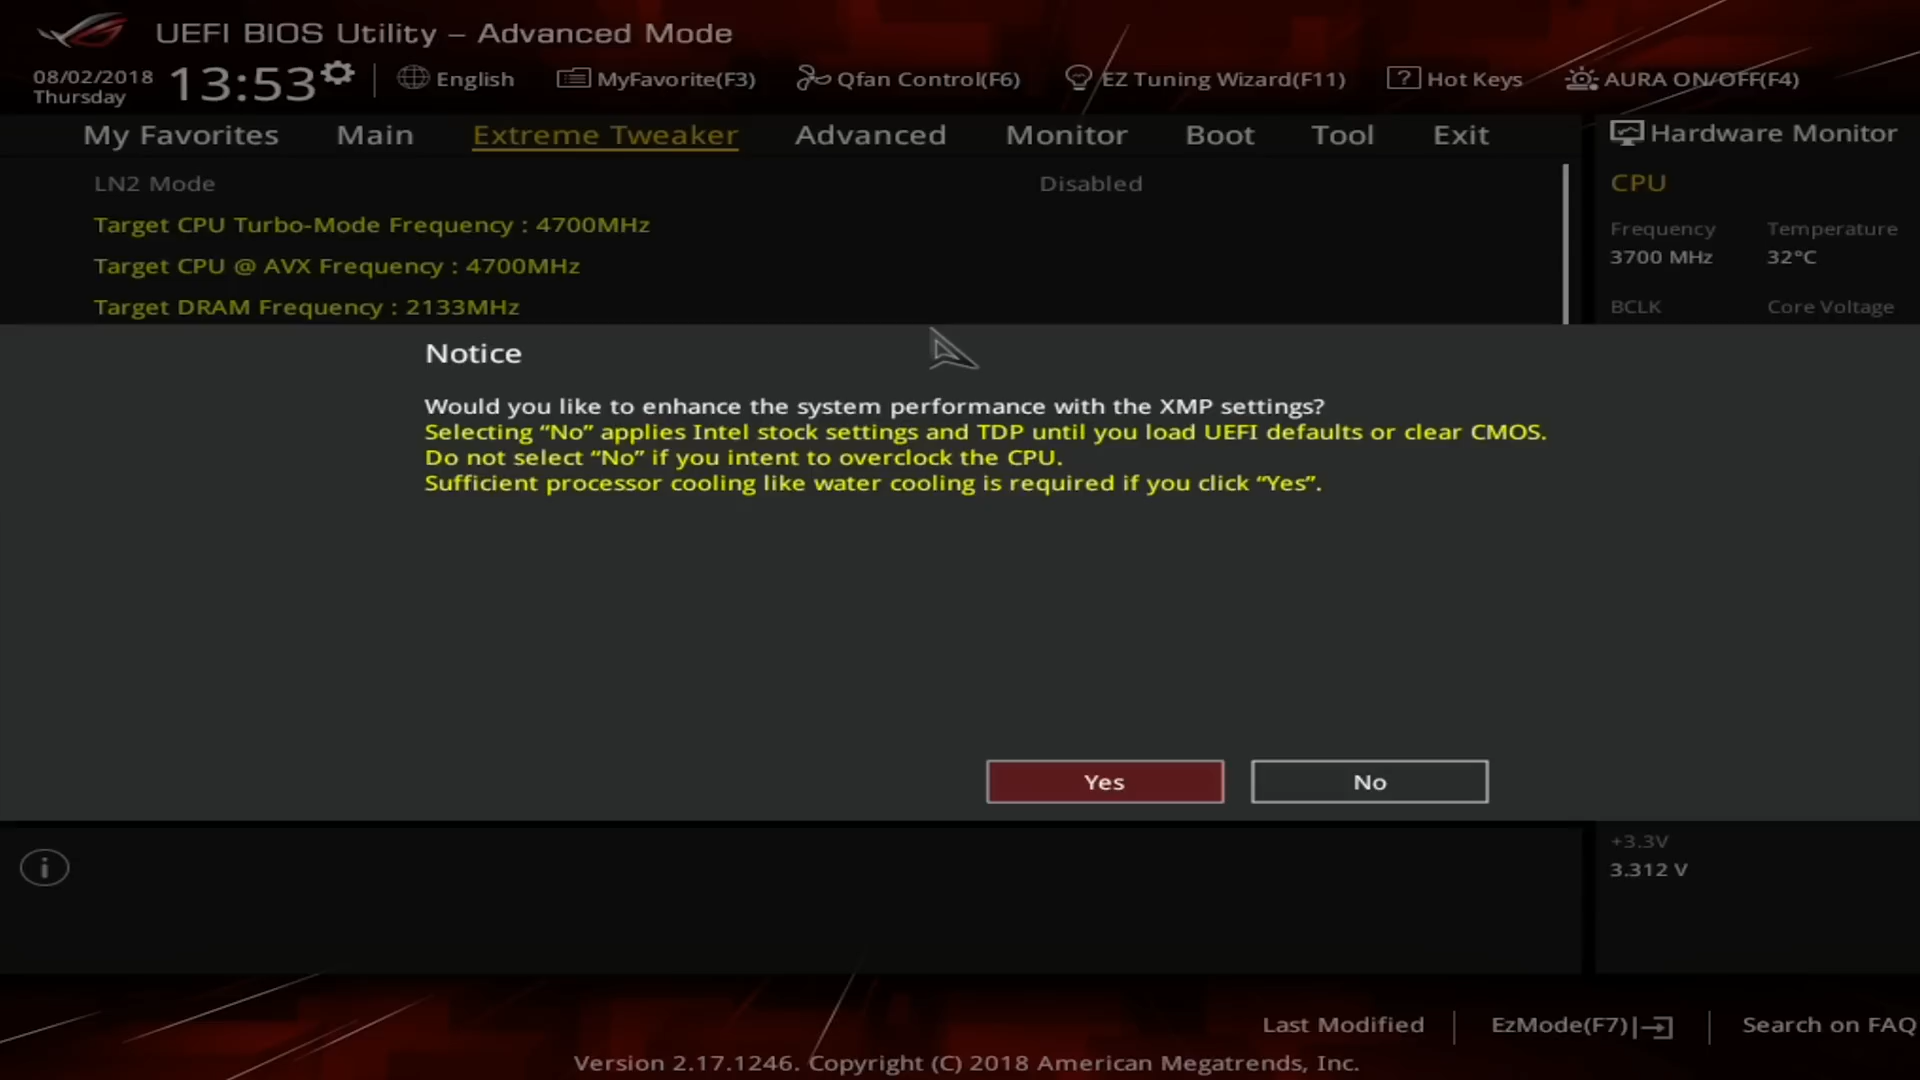 UEFI BIOS Utility – Advanced Mode
08/02/2018
Thursday
13:53
English
MyFavorite(F3)
Qfan Control(F6)
EZ Tuning Wizard(F11)
? Hot Keys
AURA ON/OFF(F4)
My Favorites Main Extreme Tweaker Advanced Monitor Boot Tool Exit
Hardware Monitor
LN2 Mode Disabled
Target CPU Turbo-Mode Frequency : 4700MHz
Target CPU @ AVX Frequency : 4700MHz
Target DRAM Frequency : 2133MHz
CPU
Frequency Temperature
3700 MHz 32°C
BCLK Core Voltage
Notice
Would you like to enhance the system performance with the XMP settings?
Selecting “No” applies Intel stock settings and TDP until you load UEFI defaults or clear CMOS.
Do not select “No” if you intent to overclock the CPU.
Sufficient processor cooling like water cooling is required if you click “Yes”.
Yes No
+3.3V
3.312 V
i
Last Modified EzMode(F7) Search on FAQ
Version 2.17.1246. Copyright (C) 2018 American Megatrends, Inc.